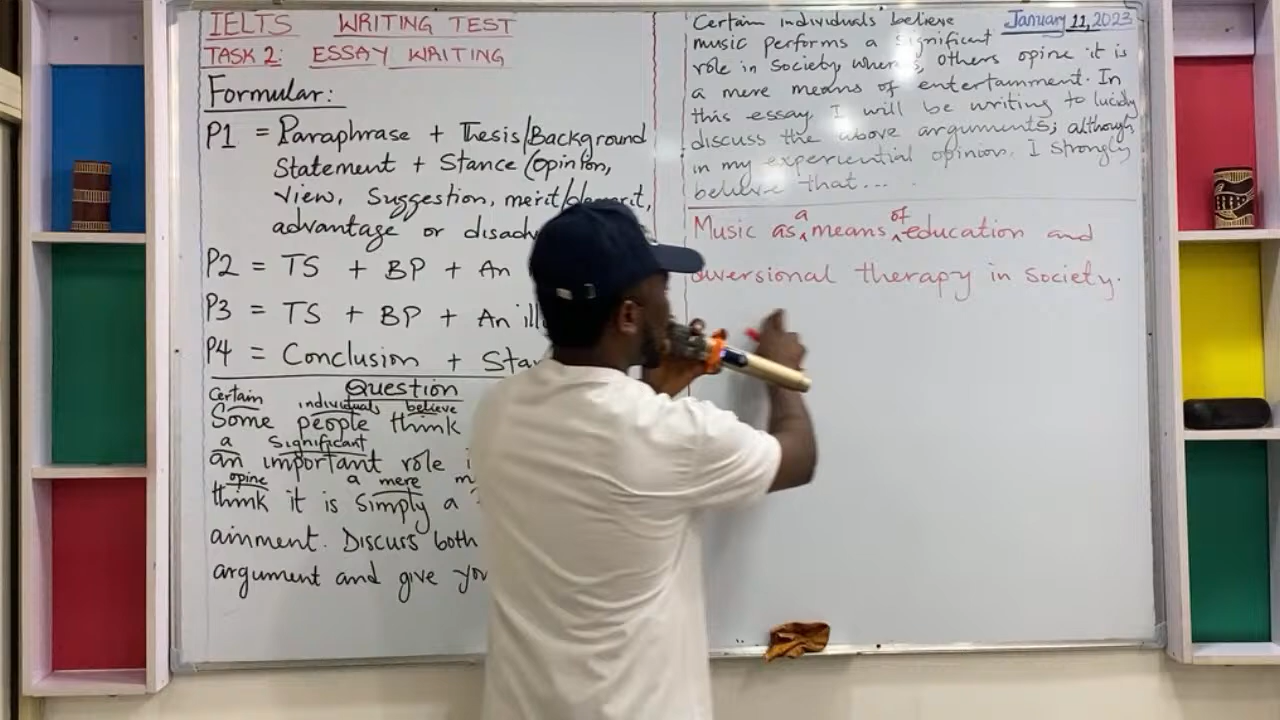 IELTS WRITING TEST
TASK 2: ESSAY WRITING
Formular:
P1 = Paraphrase + Thesis/Background
Statement + Stance (Opinion,
view, suggestion, merit/demerit,
advantage or
P2 = TS + BP + An
P3 = TS + BP + An
P4 = Conclusion +
Question
Certain individuals believe
Some people think
a significant
an important role
opine a mere
think it is simply a
ainment. Discuss both
argument and give
January 11, 2023
Certain individuals believe
music performs a significant
role in society whereas, others opine it is
a mere means of entertainment. In
this essay I will be writing to lucidly
discuss the above arguments; although,
in my experiential opinion, I strongly
believe that...
a of
Music as means education and
diversional therapy in society.